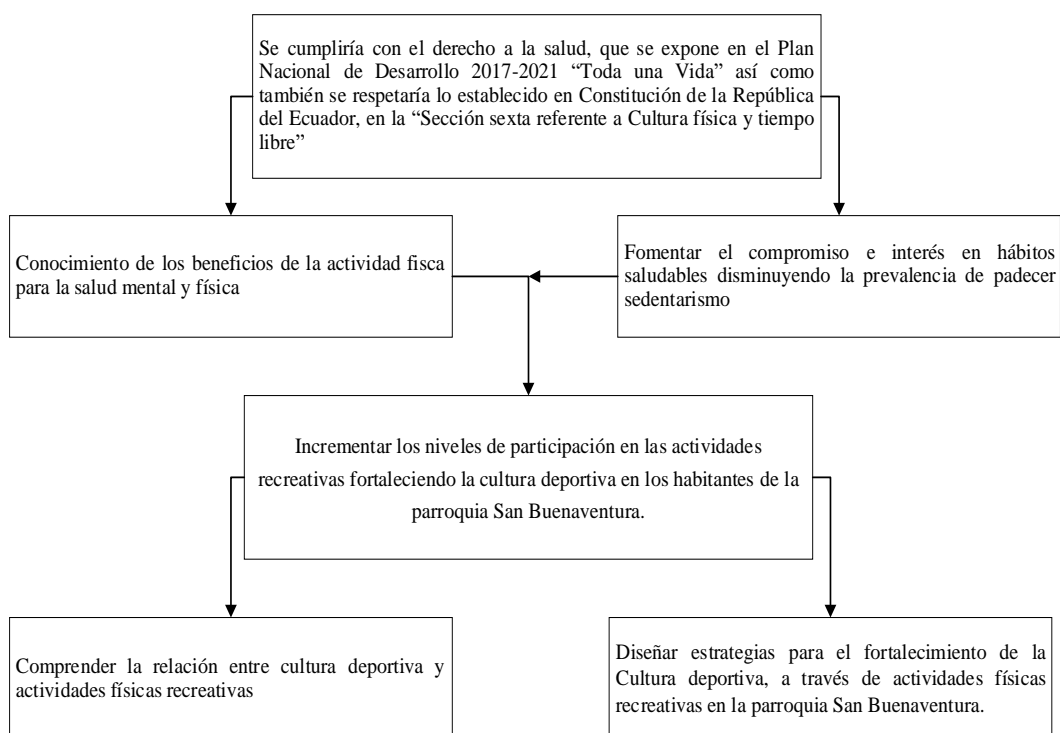 Se cumpliría con el derecho a la salud, que se expone en el Plan
Nacional de Desarrollo 2017-2021 “Toda una Vida” así como
también se respetaría lo establecido en Constitución de la República
del Ecuador, en la “Sección sexta referente a Cultura física y tiempo
libre”
Conocimiento de los beneficios de la actividad fisca
para la salud mental y física
Fomentar el compromiso e interés en hábitos
saludables disminuyendo la prevalencia de padecer
sedentarismo
Incrementar los niveles de participación en las actividades
recreativas fortaleciendo la cultura deportiva en los habitantes de la
parroquia San Buenaventura.
Comprender la relación entre cultura deportiva y
actividades físicas recreativas
Diseñar estrategias para el fortalecimiento de la
Cultura deportiva, a través de actividades físicas
recreativas en la parroquia San Buenaventura.